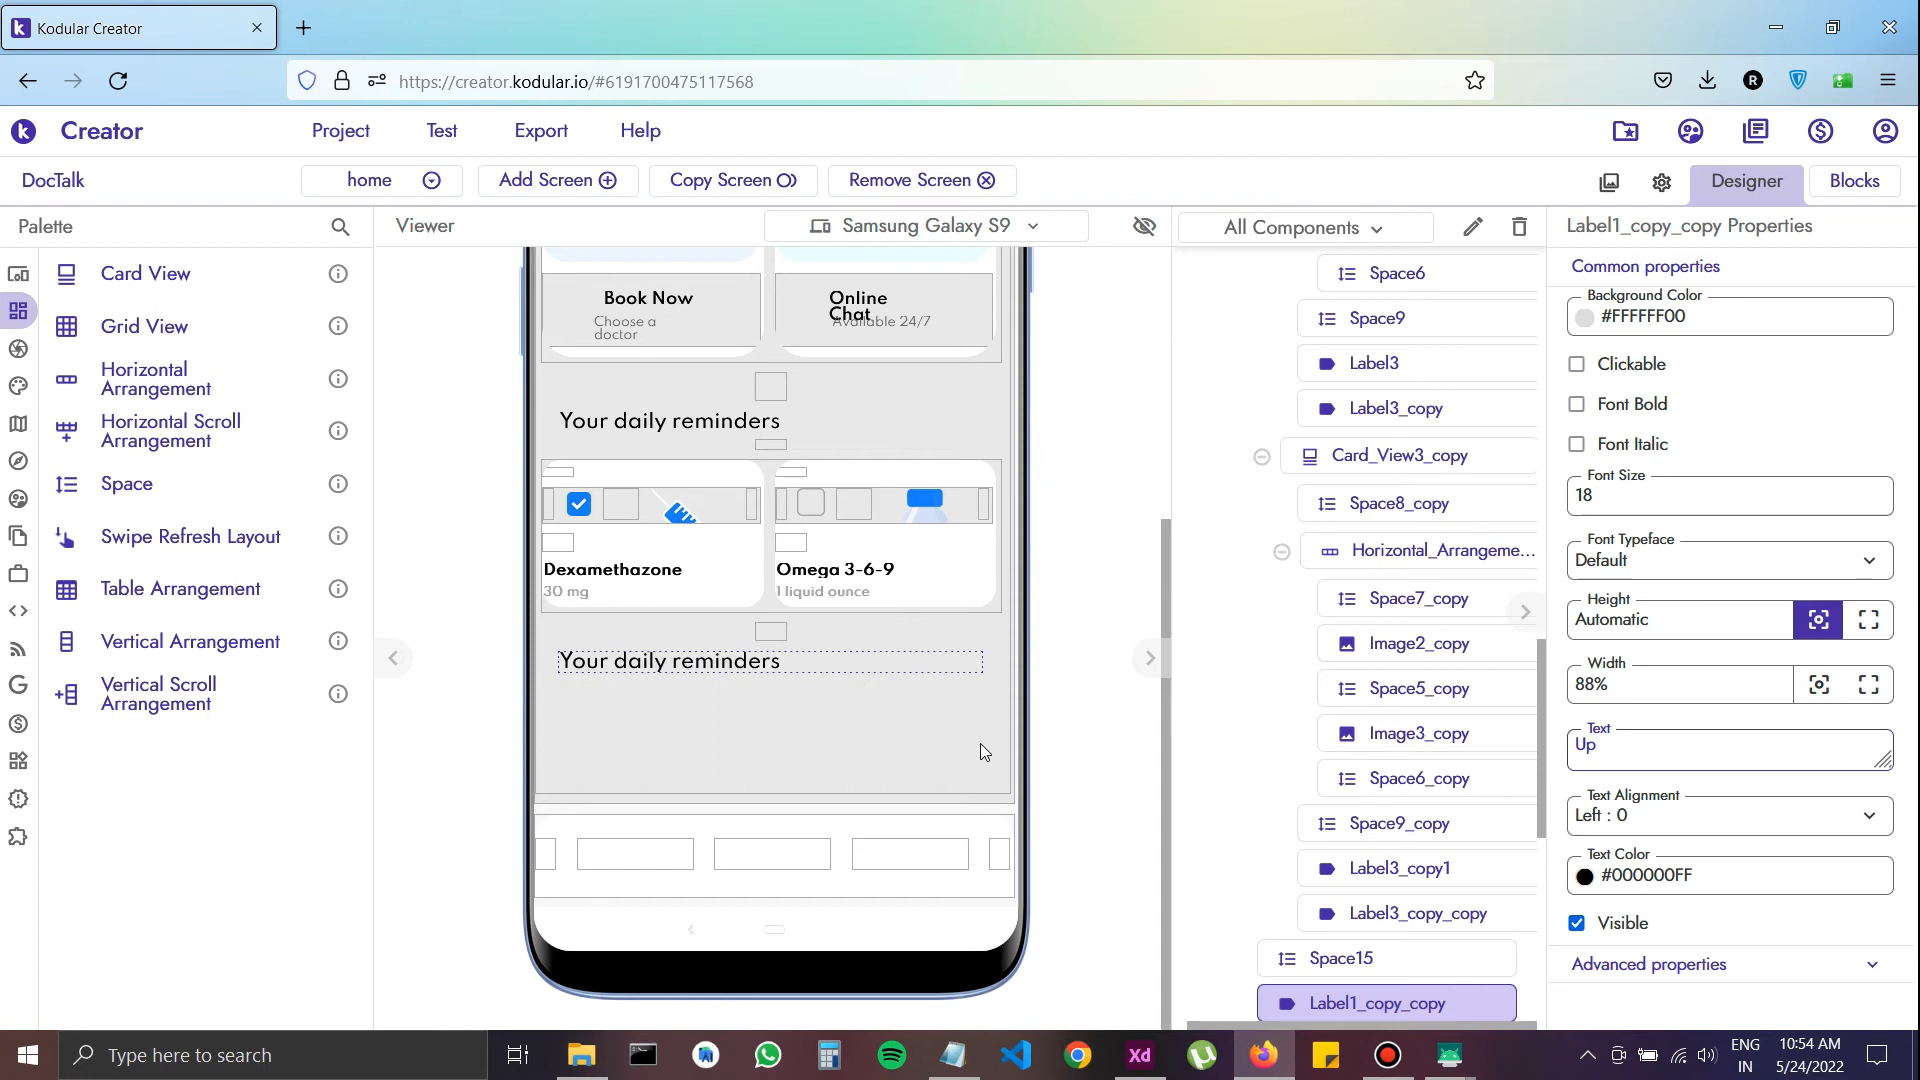 Kodular Creator
https://creator.kodular.io/#6191700475117568
Creator
Project
Test
Export
Help
DocTalk
home
Add Screen
Copy Screen
Remove Screen
Designer
Blocks
Palette
Viewer
Samsung Galaxy S9
All Components
Label1_copy_copy Properties
Card View
Grid View
Horizontal
Arrangement
Horizontal Scroll
Arrangement
Space
Swipe Refresh Layout
Table Arrangement
Vertical Arrangement
Vertical Scroll
Arrangement
Book Now
Choose a
doctor
Online
Chat
Available 24/7
Your daily reminders
Dexamethazone
30 mg
Omega 3-6-9
1 liquid ounce
Your daily reminders
Space6
Space9
Label3
Label3_copy
Card_View3_copy
Space8_copy
Horizontal_Arrangeme...
Space7_copy
Image2_copy
Space5_copy
Image3_copy
Space6_copy
Space9_copy
Label3_copy1
Label3_copy_copy
Space15
Label1_copy_copy
Common properties
Background Color
#FFFFFF00
Clickable
Font Bold
Font Italic
Font Size
18
Font Typeface
Default
Height
Automatic
Width
88%
Text
Up
Text Alignment
Left : 0
Text Color
#000000FF
Visible
Advanced properties
Type here to search
Xd
ENG
IN
10:54 AM
5/24/2022